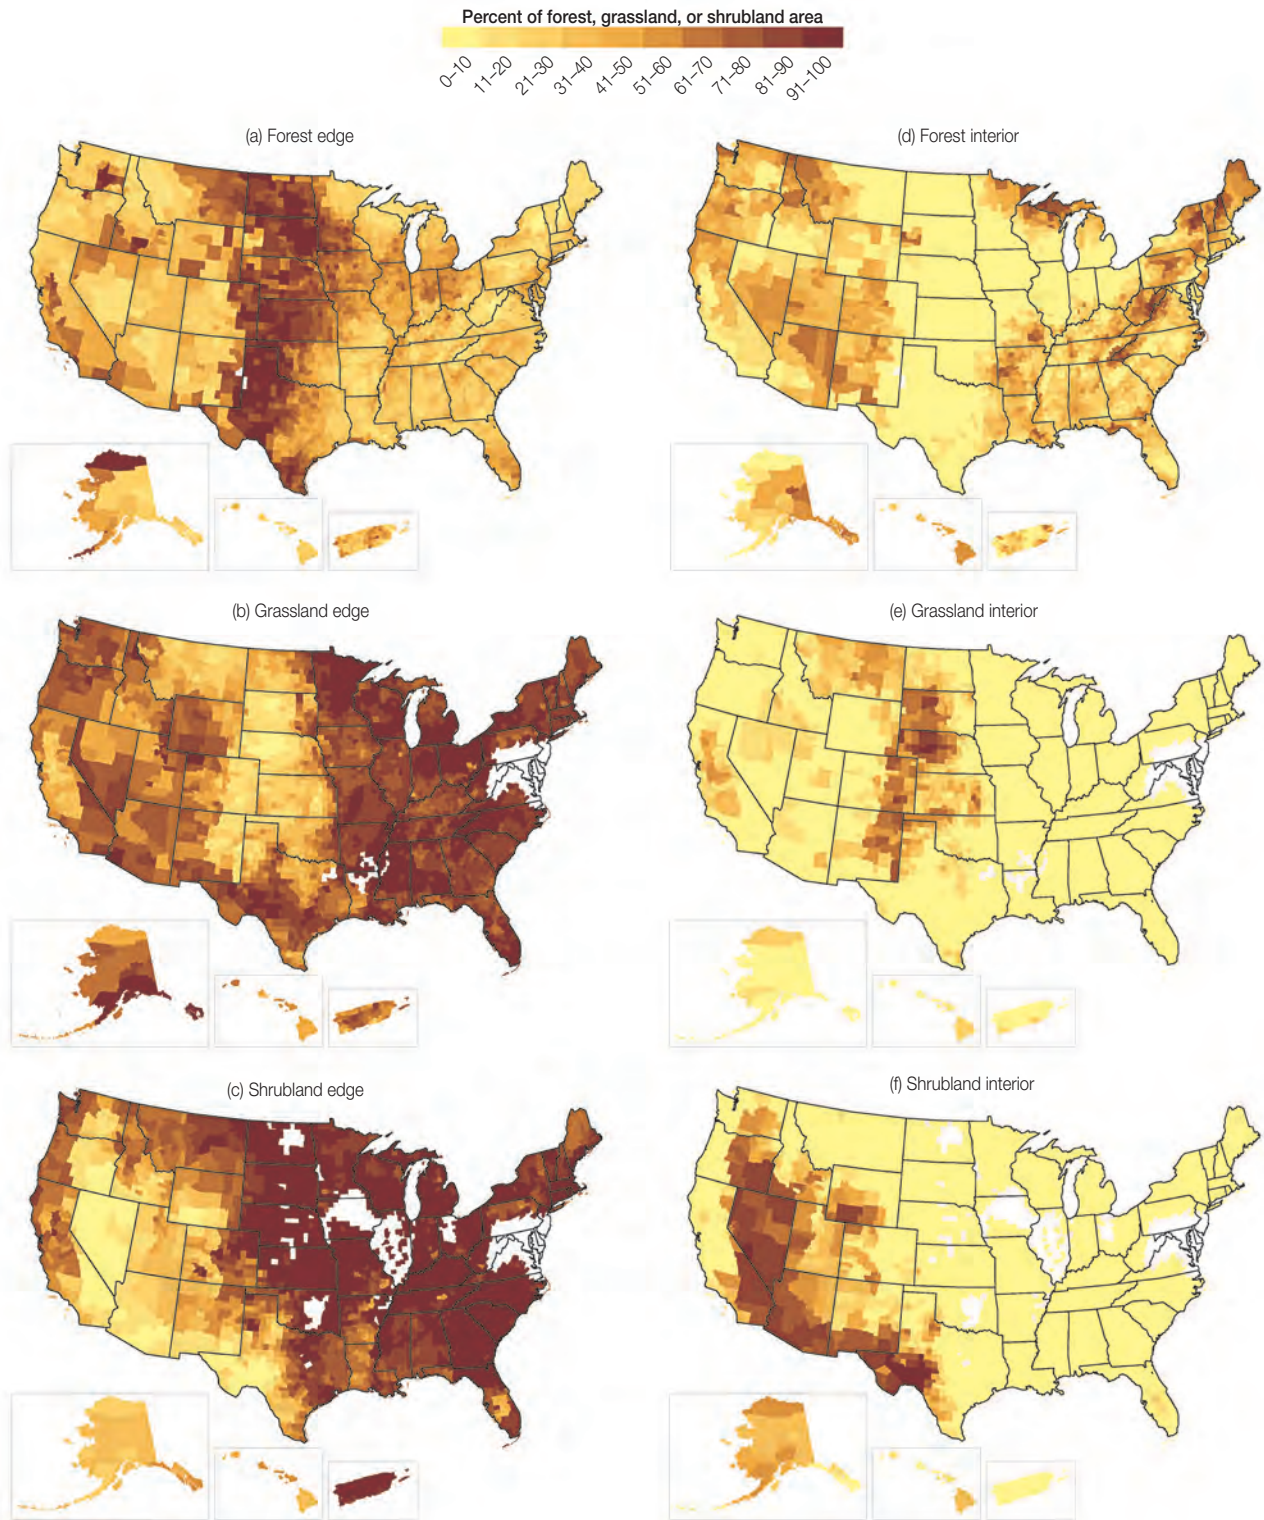 Percent of forest, grassland, or shrubland area
0–10
11–20
21–30
31–40
41–50
51–60
61–70
71–80
81–90
91–100
(a) Forest edge
(d) Forest interior
(b) Grassland edge
(e) Grassland interior
(c) Shrubland edge
(f) Shrubland interior